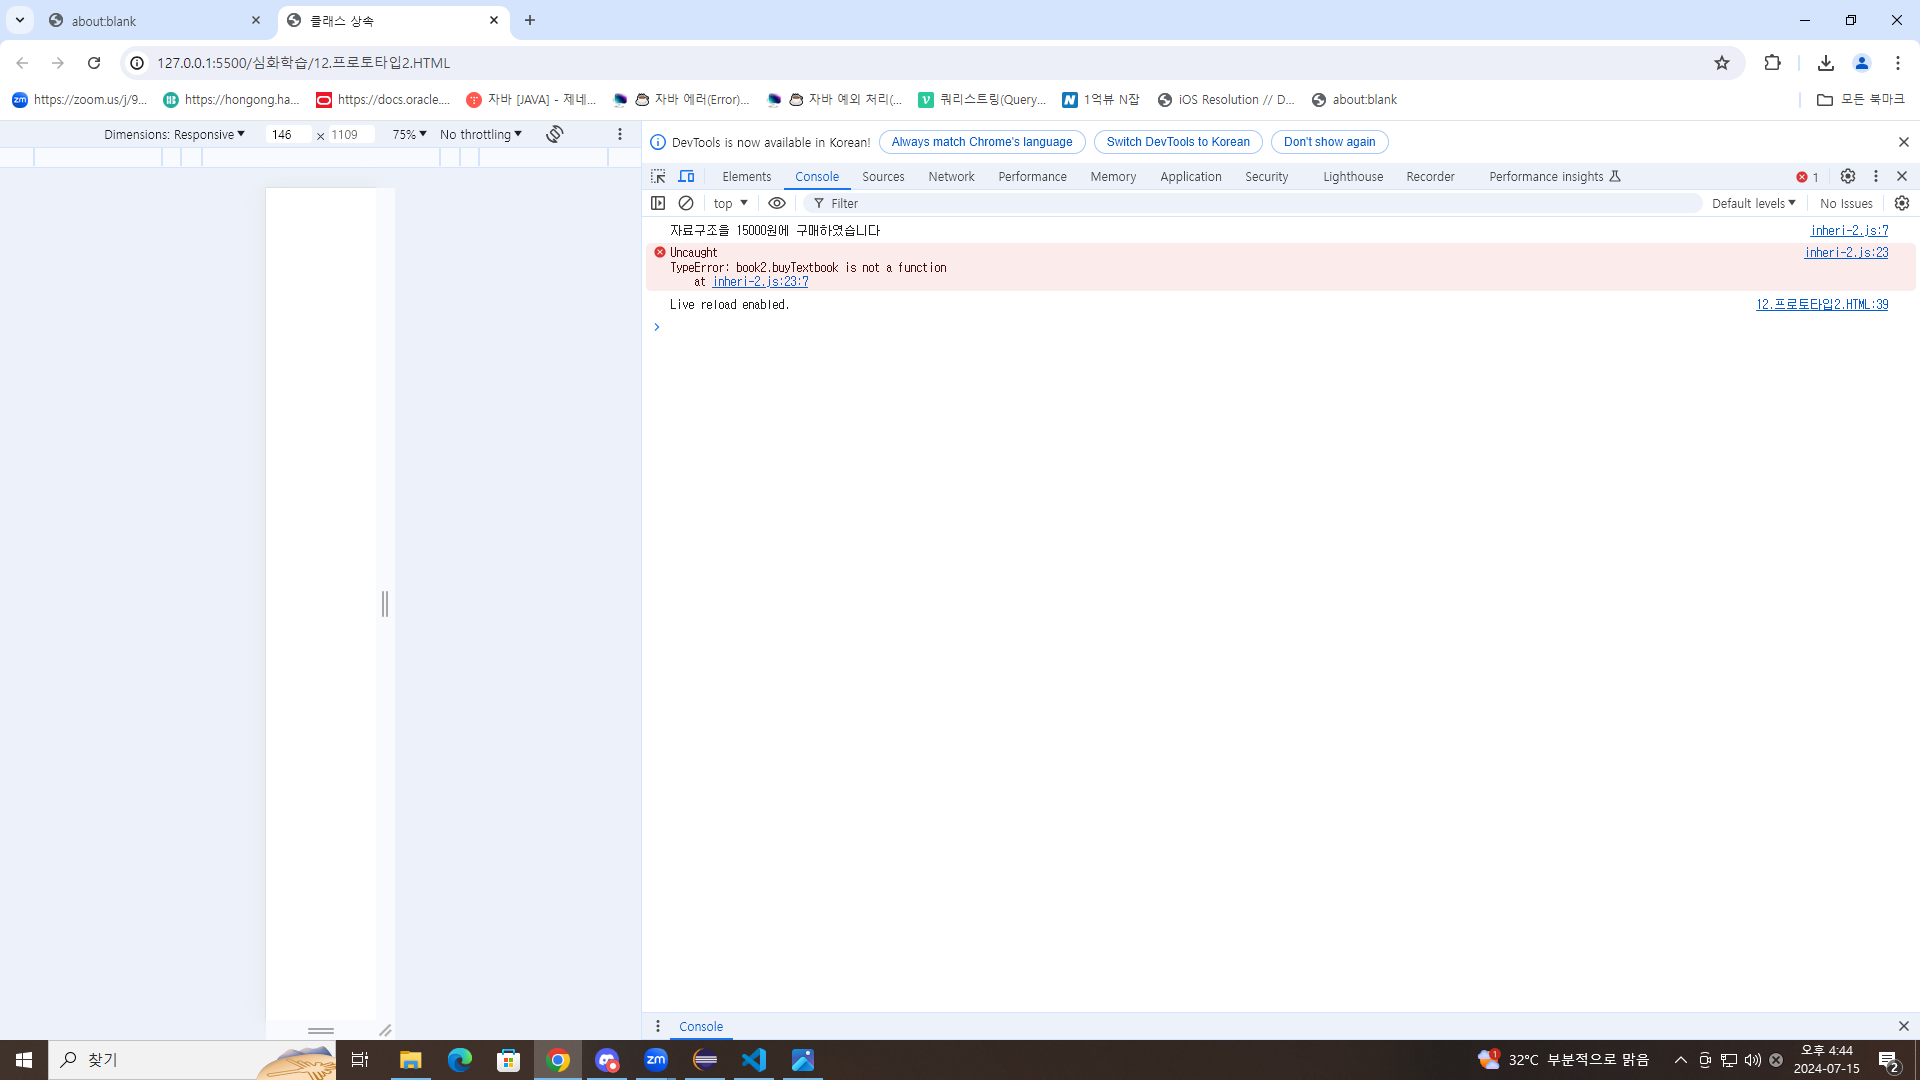 about:blank
클래스 상속
127.0.0.1:5500/심화학습/12.프로토타입2.HTML
https://zoom.us/j/9...
https://hongong.ha...
https://docs.oracle....
자바 [JAVA] - 제네...
자바 에러(Error)...
자바 예외 처리(...
쿼리스트링(Query...
1억뷰 N잡
iOS Resolution // D...
about:blank
모든 북마크
Dimensions: Responsive 146 × 1109 75% No throttling
DevTools is now available in Korean! Always match Chrome's language Switch DevTools to Korean Don't show again
Elements Console Sources Network Performance Memory Application Security Lighthouse Recorder Performance insights 1
top Filter Default levels No Issues
자료구조을 15000원에 구매하였습니다 inheri-2.js:7
Uncaught inheri-2.js:23
TypeError: book2.buyTextbook is not a function
at inheri-2.js:23:7
Live reload enabled. 12.프로토타입2.HTML:39
Console
찾기
32°C 부분적으로 맑음
오후 4:44
2024-07-15
2